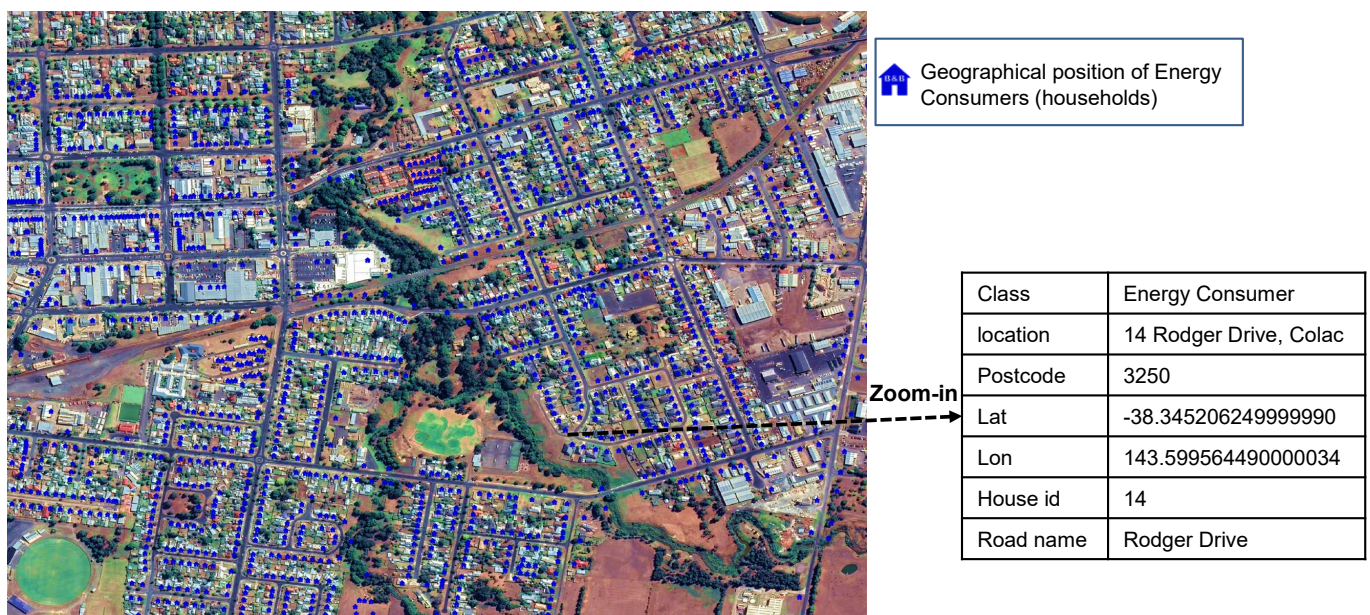 B&B
Geographical position of Energy
Consumers (households)
Zoom-in
Class Energy Consumer
location 14 Rodger Drive, Colac
Postcode 3250
Lat -38.345206249999990
Lon 143.599564490000034
House id 14
Road name Rodger Drive